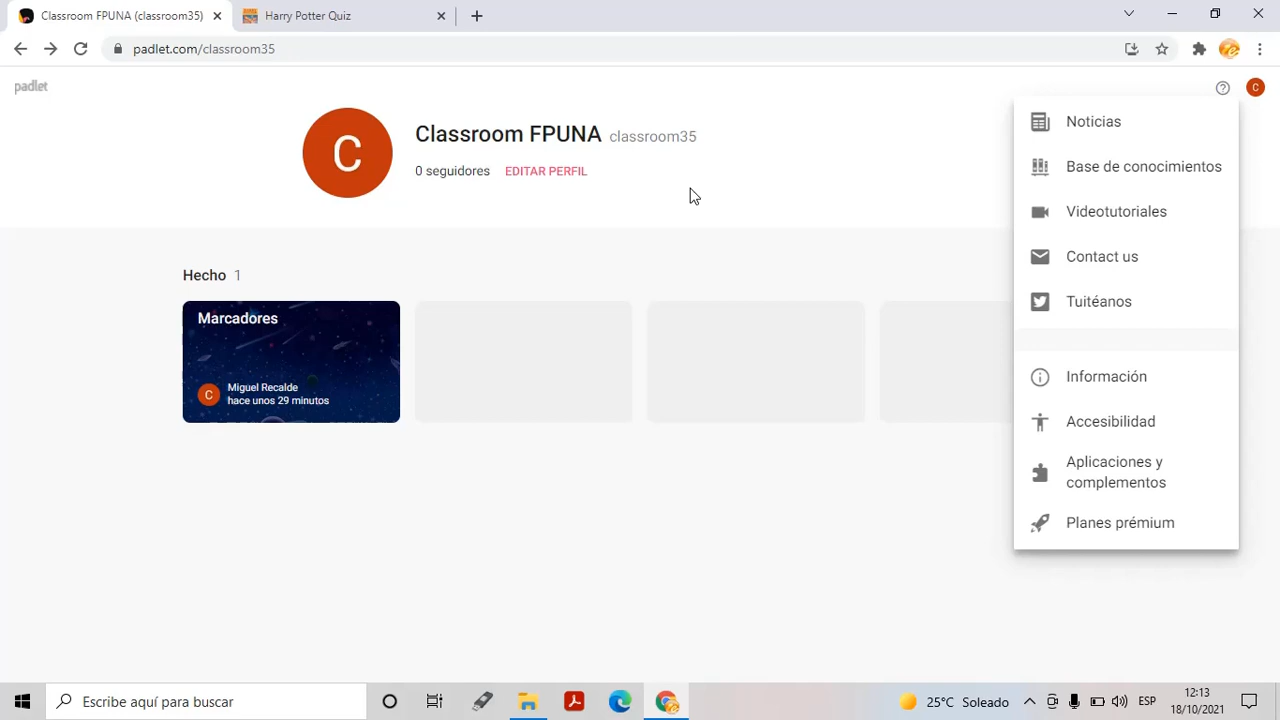 Classroom FPUNA (classroom35)
Harry Potter Quiz
padlet.com/classroom35
padlet
C
C
Classroom FPUNA classroom35
0 seguidores EDITAR PERFIL
Noticias
Base de conocimientos
Videotutoriales
Contact us
Tuitéanos
Información
Accesibilidad
Aplicaciones y
complementos
Planes prémium
Hecho 1
Marcadores
C
Miguel Recalde
hace unos 29 minutos
Escribe aquí para buscar
25°C Soleado
ESP
12:13
18/10/2021